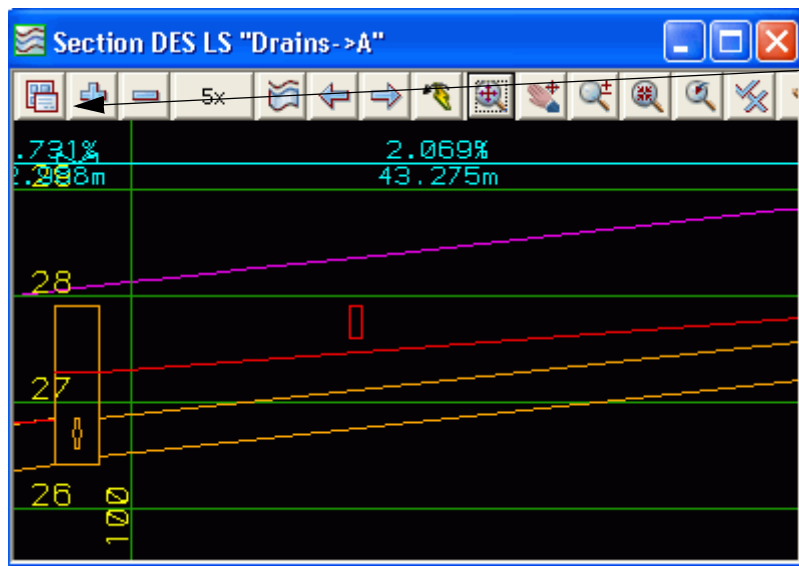 Section DES LS "Drains->A"
5x
.731% 2.069%
43.275m
28
27
26
100